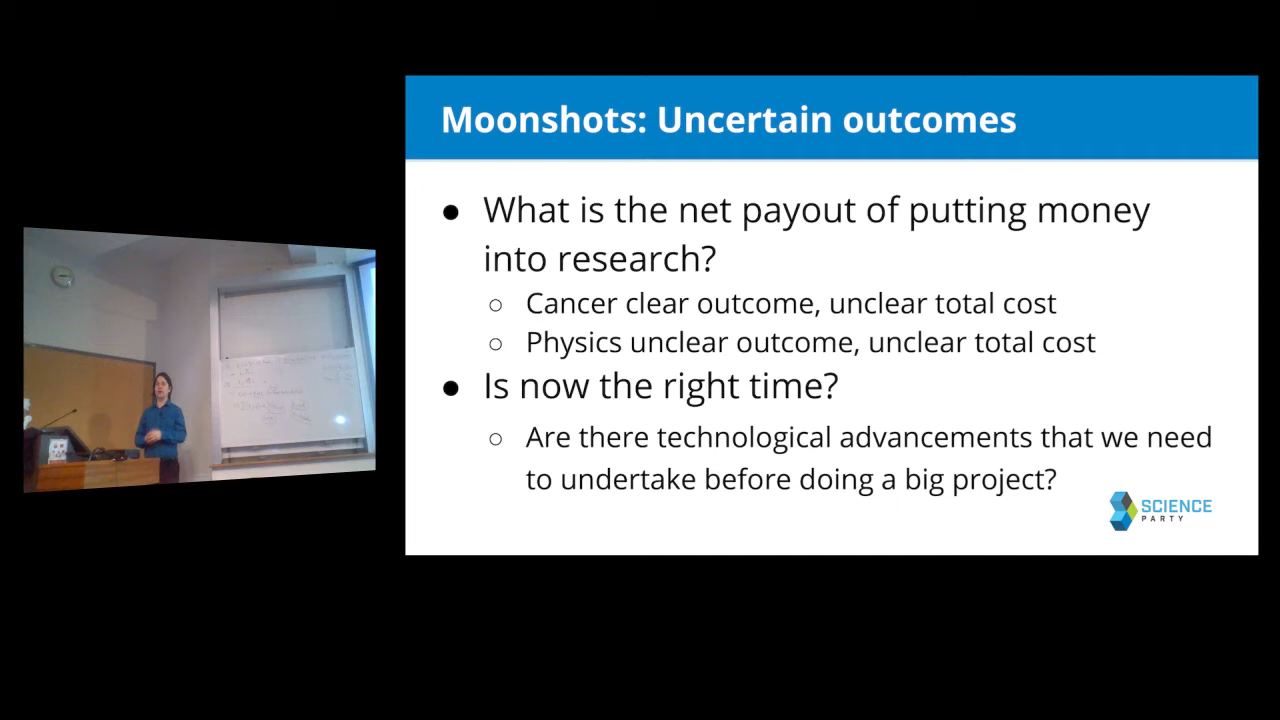 Moonshots: Uncertain outcomes
● What is the net payout of putting money
into research?
○ Cancer clear outcome, unclear total cost
○ Physics unclear outcome, unclear total cost
● Is now the right time?
○ Are there technological advancements that we need
to undertake before doing a big project?
SCIENCE
PARTY